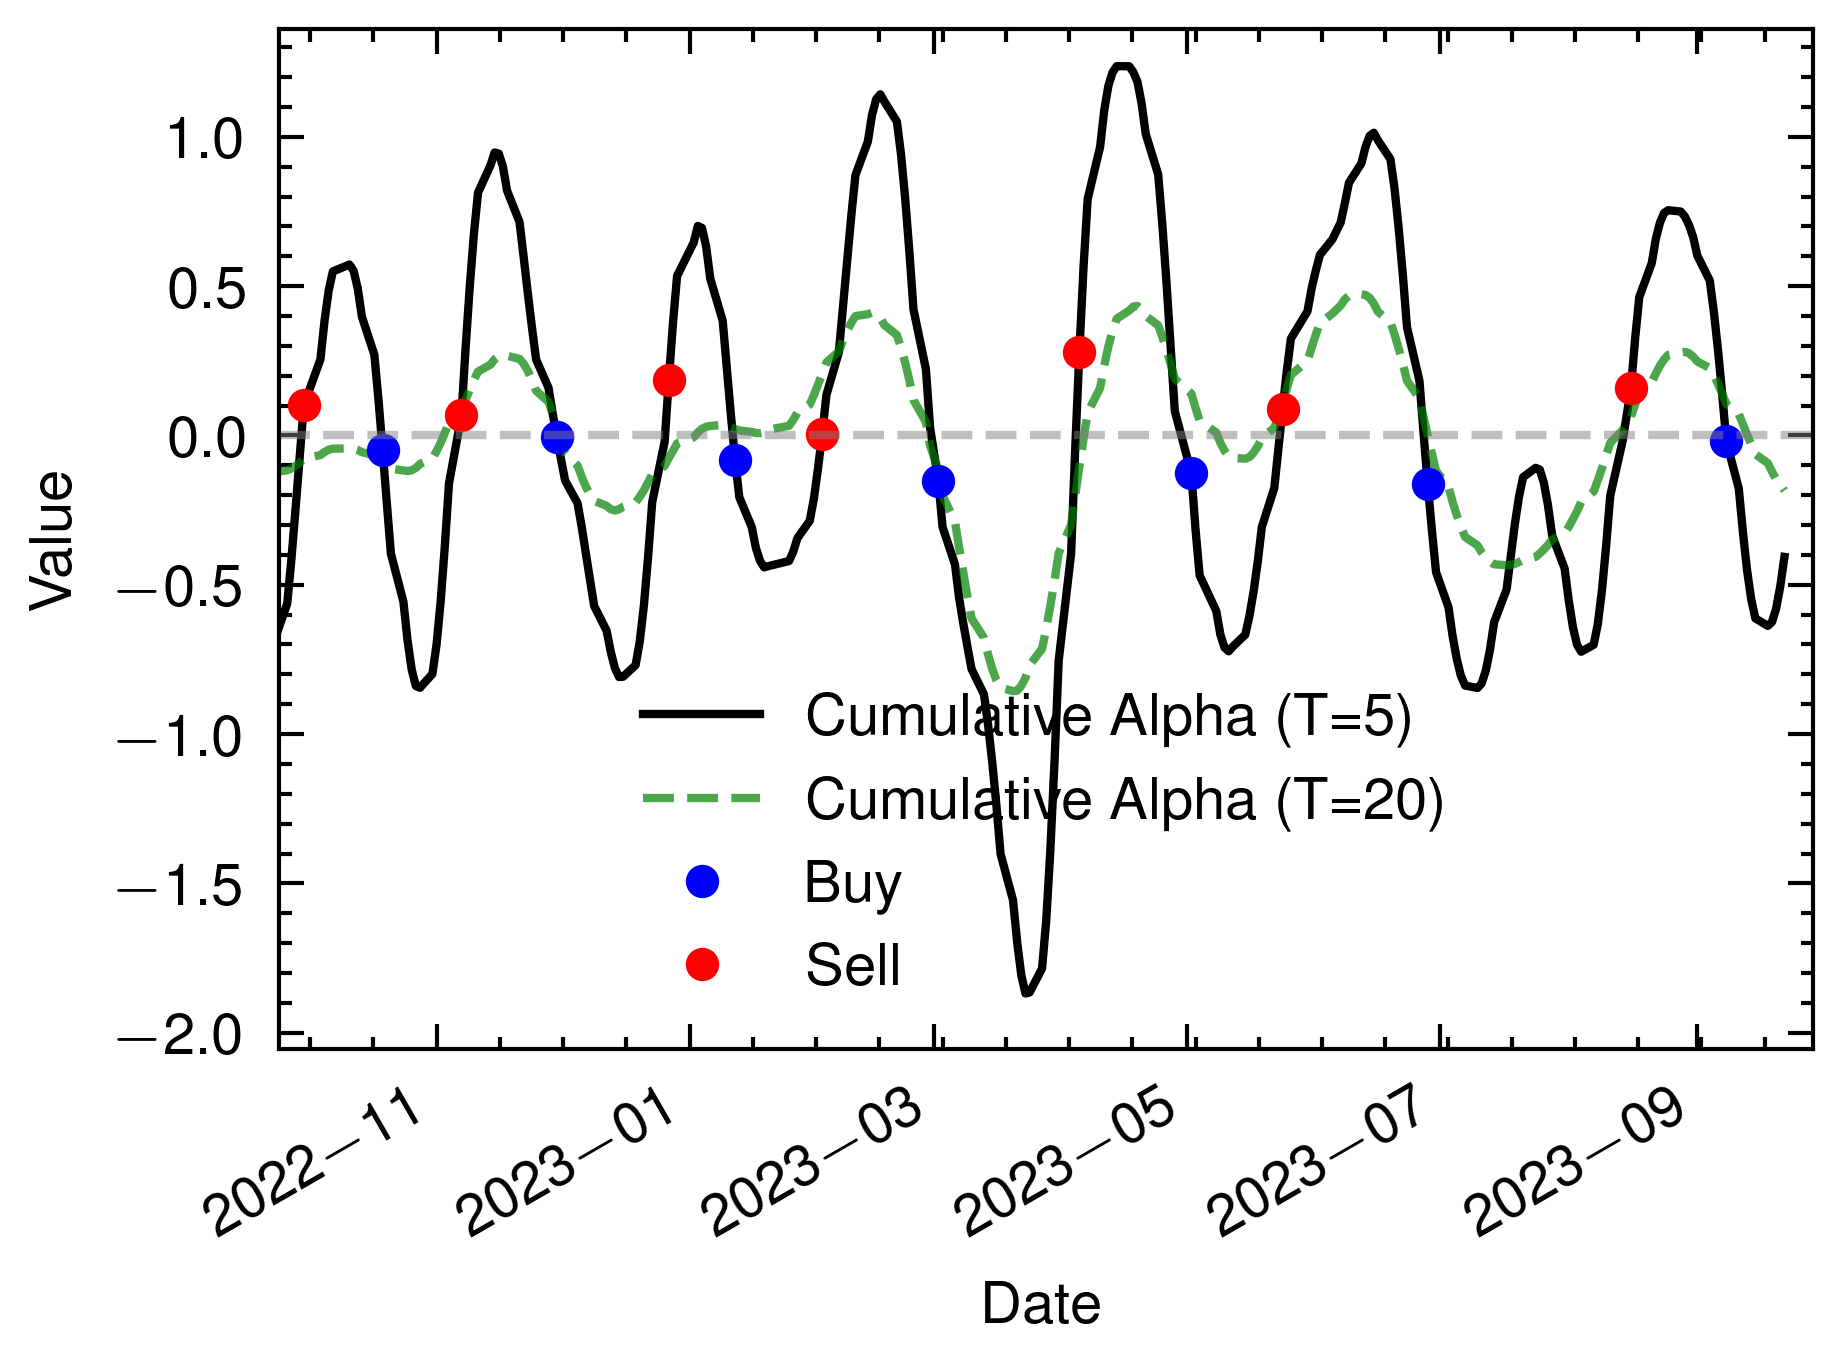 1.0
0.5
0.0
−0.5
−1.0
−1.5
−2.0
Value
Cumulative Alpha (T=5)
Cumulative Alpha (T=20)
Buy
Sell
2022−11
2023−01
2023−03
2023−05
2023−07
2023−09
Date